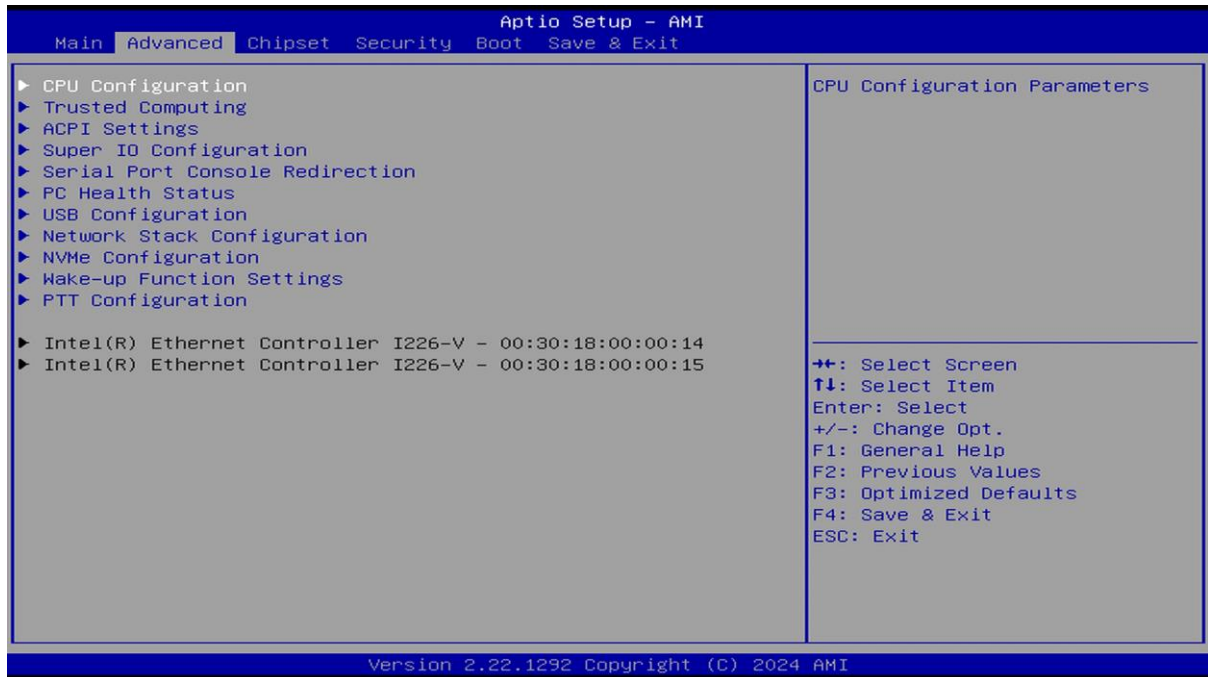 Aptio Setup – AMI
Main Advanced Chipset Security Boot Save & Exit
▶ CPU Configuration
▶ Trusted Computing
▶ ACPI Settings
▶ Super IO Configuration
▶ Serial Port Console Redirection
▶ PC Health Status
▶ USB Configuration
▶ Network Stack Configuration
▶ NVMe Configuration
▶ Wake-up Function Settings
▶ PTT Configuration
▶ Intel(R) Ethernet Controller I226-V – 00:30:18:00:00:14
▶ Intel(R) Ethernet Controller I226-V – 00:30:18:00:00:15
CPU Configuration Parameters
→←: Select Screen
↑↓: Select Item
Enter: Select
+/-: Change Opt.
F1: General Help
F2: Previous Values
F3: Optimized Defaults
F4: Save & Exit
ESC: Exit
Version 2.22.1292 Copyright (C) 2024 AMI